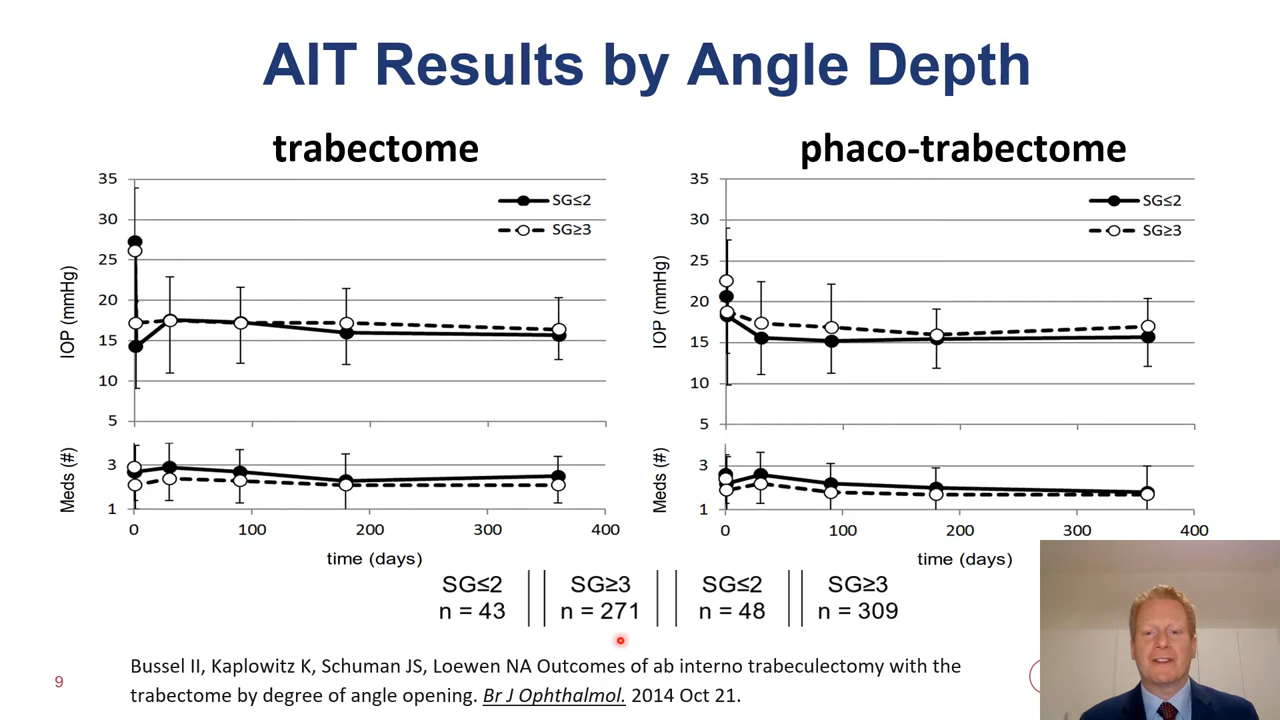 AIT Results by Angle Depth
trabectome
phaco-trabectome
35
30
25
20
15
10
5
IOP (mmHg)
SG≤2
SG≥3
3
1
Meds (#)
0
100
200
300
400
time (days)
35
30
25
20
15
10
5
IOP (mmHg)
SG≤2
SG≥3
3
1
Meds (#)
0
100
200
300
400
time (days)
SG≤2
n = 43
SG≥3
n = 271
SG≤2
n = 48
SG≥3
n = 309
Bussel II, Kaplowitz K, Schuman JS, Loewen NA Outcomes of ab interno trabeculectomy with the
trabectome by degree of angle opening. Br J Ophthalmol. 2014 Oct 21.
9